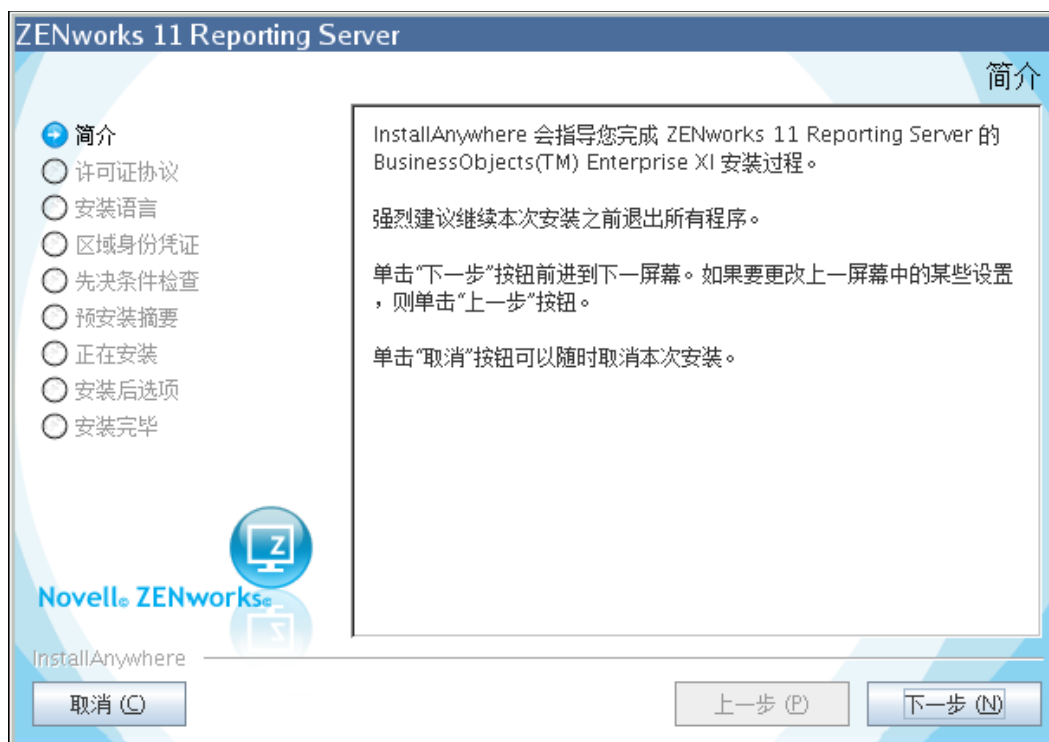 ZENworks 11 Reporting Server
简介
简介
许可证协议
安装语言
区域身份凭证
先决条件检查
预安装摘要
正在安装
安装后选项
安装完毕
InstallAnywhere 会指导您完成 ZENworks 11 Reporting Server 的
BusinessObjects(TM) Enterprise XI 安装过程。
强烈建议继续本次安装之前退出所有程序。
单击“下一步”按钮前进到下一屏幕。如果要更改上一屏幕中的某些设置
，则单击“上一步”按钮。
单击“取消”按钮可以随时取消本次安装。
Z
Novell® ZENworks®
InstallAnywhere
取消 (C)
上一步 (P)
下一步 (N)